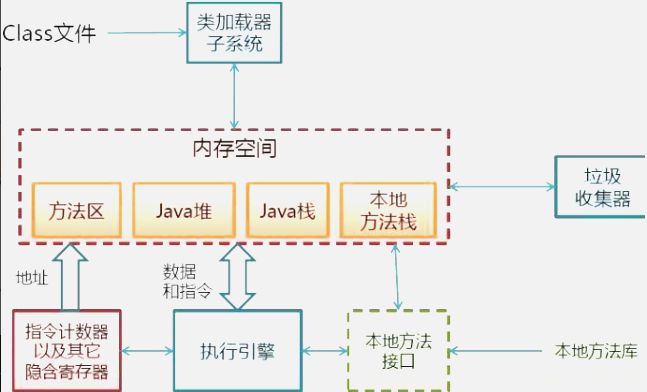 Class文件
类加载器
子系统
内存空间
方法区
Java堆
Java栈
本地
方法栈
垃圾
收集器
地址
数据
和指令
指令计数器
以及其它
隐含寄存器
执行引擎
本地方法
接口
本地方法库